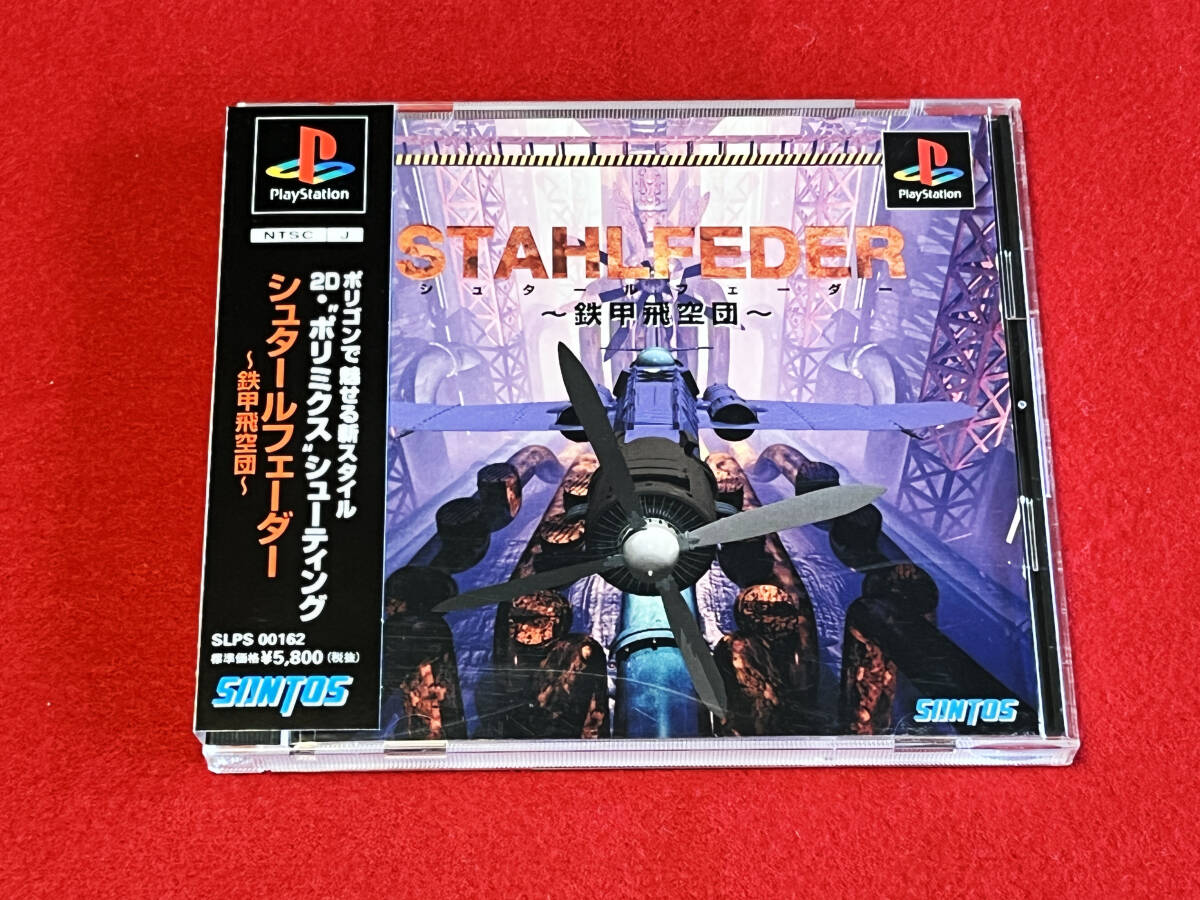 PlayStation
NTSC J
ポリゴンで魅せる新スタイル
2D・"ポリミクス"シューティング
シュタールフェーダー
～鉄甲飛空団～
SLPS 00162
標準価格¥5,800(税抜)
SANTOS
PlayStation
STAHLFEDER
シュタールフェーダー
～鉄甲飛空団～
SANTOS